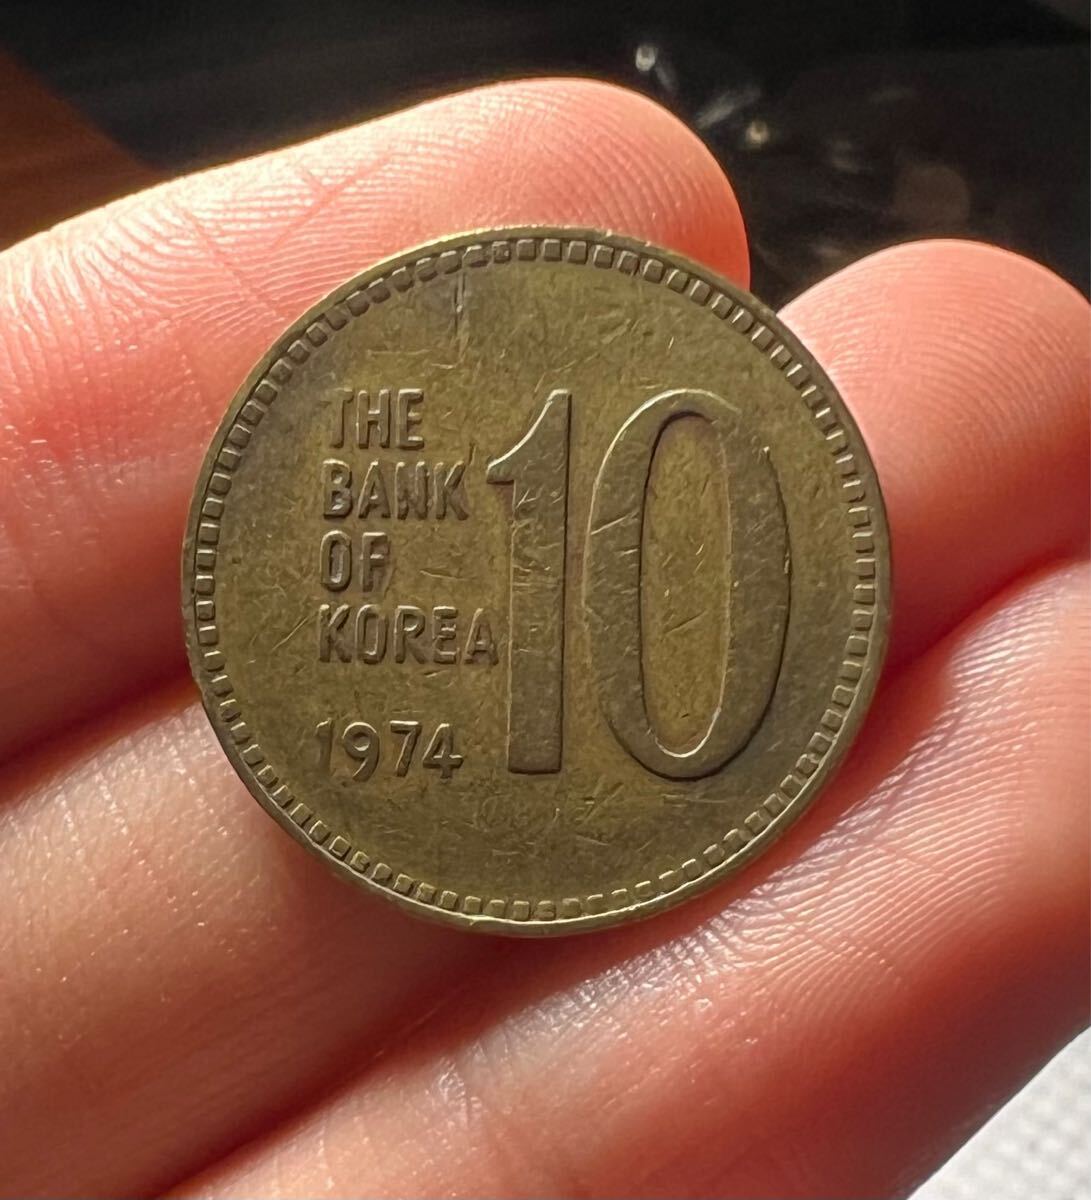 THE
BANK
OF
KOREA
1974
10